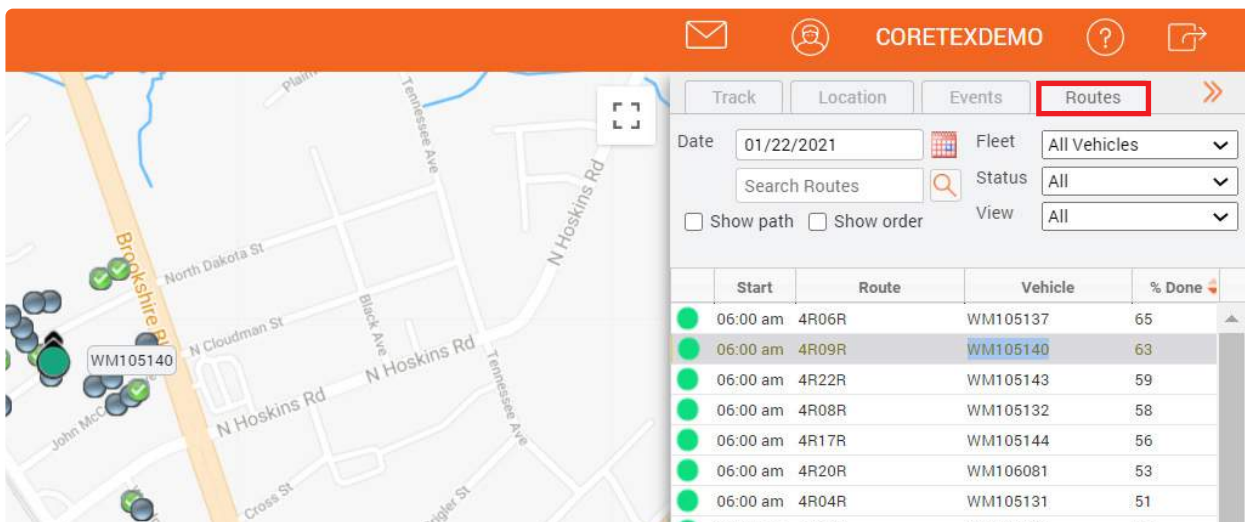 CORETEXDEMO
Track Location Events Routes
Date 01/22/2021 Fleet All Vehicles
Search Routes Status All
Show path Show order View All
Start Route Vehicle % Done
06:00 am 4R06R WM105137 65
06:00 am 4R09R WM105140 63
06:00 am 4R22R WM105143 59
06:00 am 4R08R WM105132 58
06:00 am 4R17R WM105144 56
06:00 am 4R20R WM106081 53
06:00 am 4R04R WM105131 51
Tennessee Ave
N Hoskins Rd
Brookshire
North Dakota St
Black Ave
N Cloudman St
WM105140
N Hoskins Rd
Tennessee Ave
N Hoskins Rd
John
Cross St